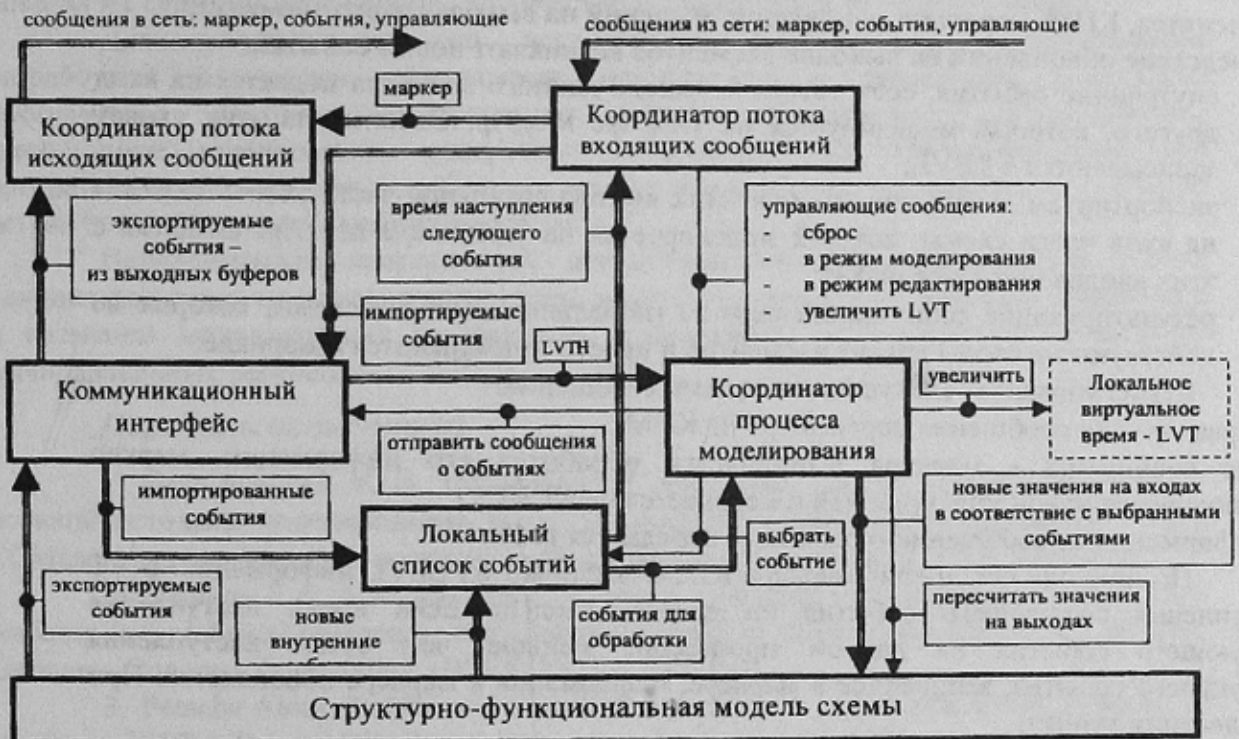 сообщения в сеть: маркер, события, управляющие
сообщения из сети: маркер, события, управляющие
маркер
Координатор потока
исходящих сообщений
Координатор потока
входящих сообщений
экспортируемые
события –
из выходных буферов
время наступления
следующего
события
управляющие сообщения:
- сброс
- в режим моделирования
- в режим редактирования
- увеличить LVT
импортируемые
события
LVTH
Коммуникационный
интерфейс
Координатор
процесса
моделирования
увеличить
Локальное
виртуальное
время - LVT
отправить сообщения
о событиях
импортированные
события
Локальный
список событий
выбрать
событие
новые значения на входах
в соответствие с выбранными
событиями
экспортируемые
события
новые
внутренние
события для
обработки
пересчитать значения
на выходах
Структурно-функциональная модель схемы